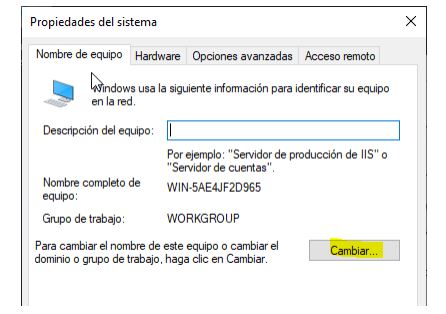 Propiedades del sistema
Nombre de equipo Hardware Opciones avanzadas Acceso remoto
Windows usa la siguiente información para identificar su equipo
en la red.
Descripción del equipo:
Por ejemplo: "Servidor de producción de IIS" o
"Servidor de cuentas".
Nombre completo de
equipo:
WIN-5AE4JF2D965
Grupo de trabajo: WORKGROUP
Para cambiar el nombre de este equipo o cambiar el
dominio o grupo de trabajo, haga clic en Cambiar.
Cambiar...